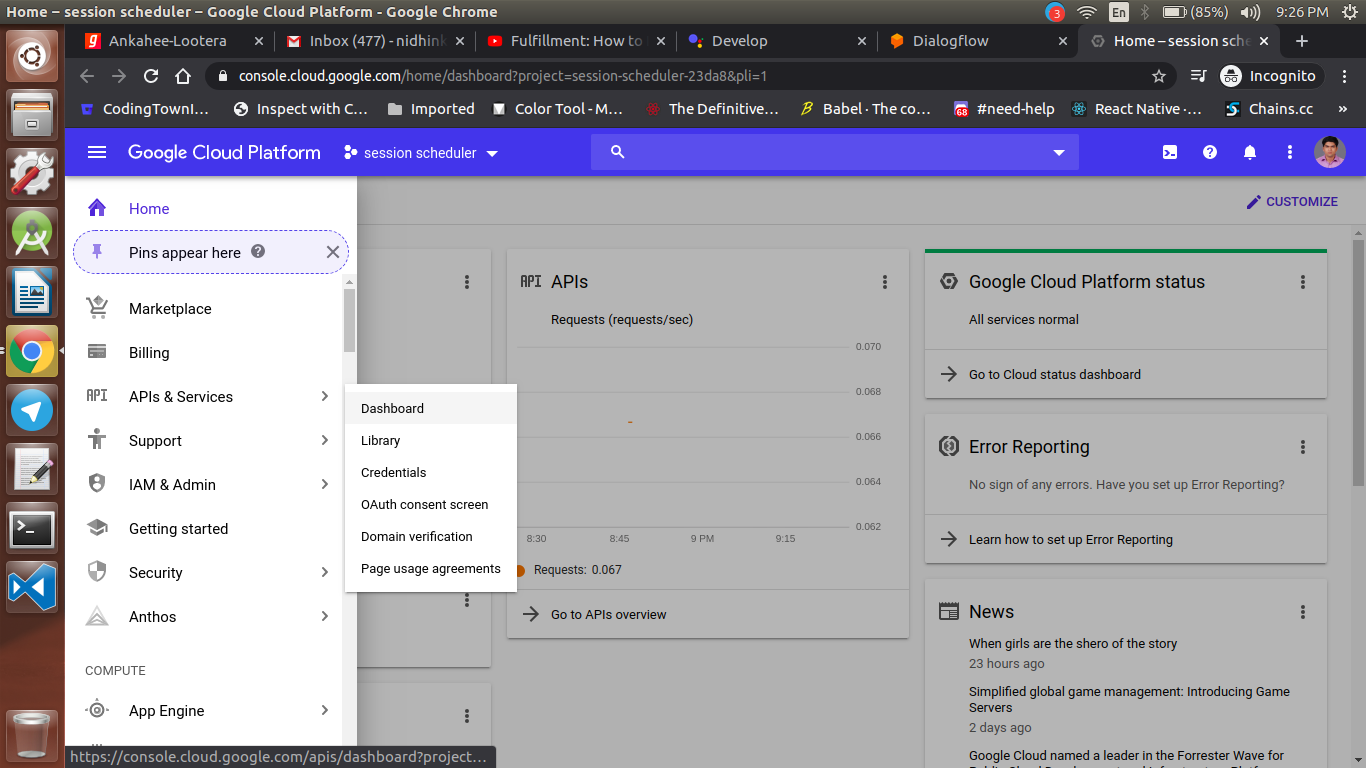 Home – session scheduler – Google Cloud Platform - Google Chrome
3
En
(85%)
9:26 PM
Ankahee-Lootera
Inbox (477) - nidhink
Fulfillment: How to
Develop
Dialogflow
Home – session sche
console.cloud.google.com/home/dashboard?project=session-scheduler-23da8&pli=1
Incognito
CodingTownI…
Inspect with C…
Imported
Color Tool - M…
The Definitive…
Babel · The co…
68
#need-help
React Native ·…
Chains.cc
»
Google Cloud Platform
session scheduler
Home
CUSTOMIZE
Pins appear here
Marketplace
Billing
API
APIs & Services
Support
IAM & Admin
Getting started
Security
Anthos
COMPUTE
App Engine
Dashboard
Library
Credentials
OAuth consent screen
Domain verification
Page usage agreements
API
APIs
Requests (requests/sec)
0.070
0.068
0.066
0.064
0.062
8:30
8:45
9 PM
9:15
Requests: 0.067
Go to APIs overview
Google Cloud Platform status
All services normal
Go to Cloud status dashboard
Error Reporting
No sign of any errors. Have you set up Error Reporting?
Learn how to set up Error Reporting
News
When girls are the shero of the story
23 hours ago
Simplified global game management: Introducing Game
Servers
2 days ago
Google Cloud named a leader in the Forrester Wave for
https://console.cloud.google.com/apis/dashboard?project…